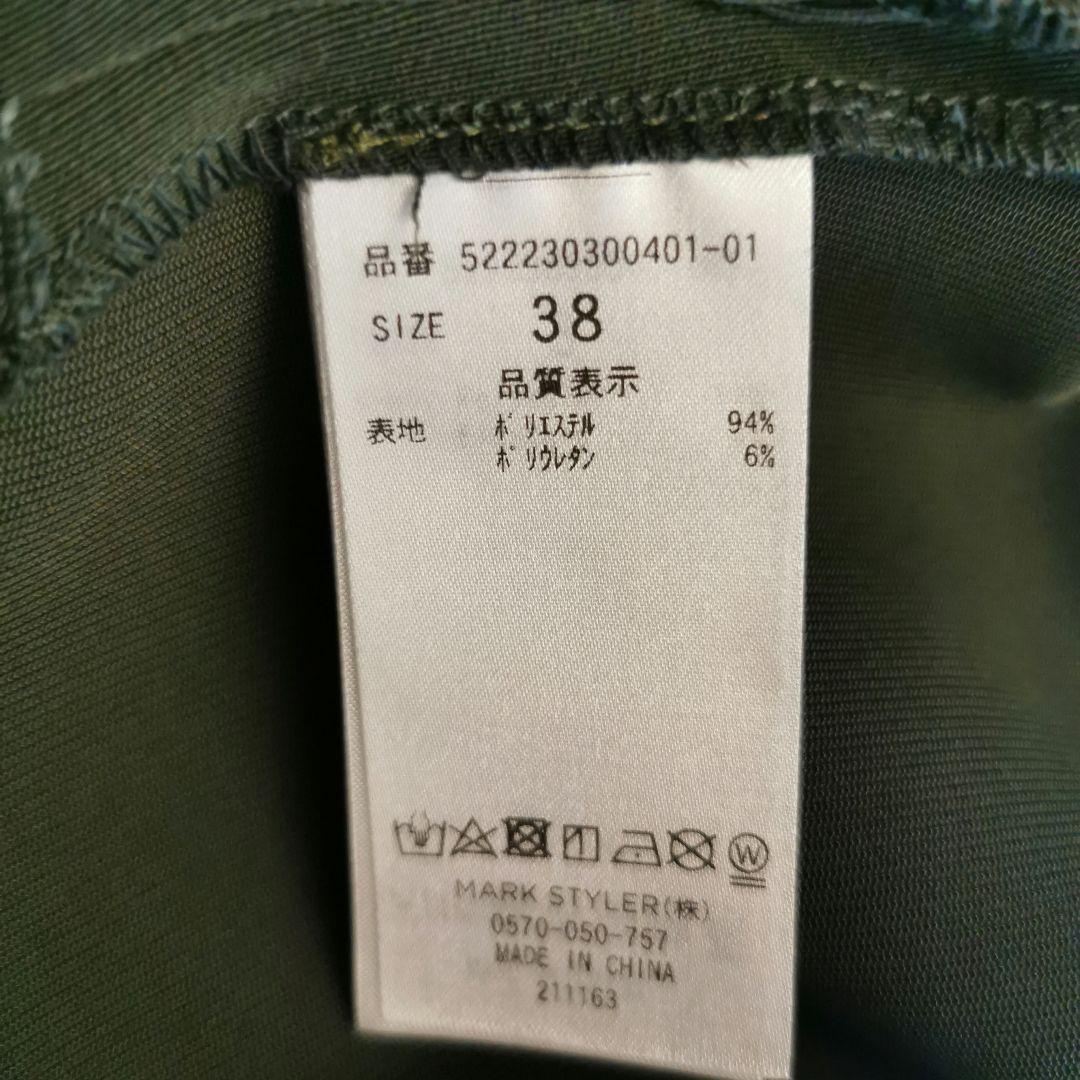 品番 522230300401-01
SIZE 38
品質表示
表地 ポリエステル 94%
ポリウレタン 6%
W
MARK STYLER(株)
0570-050-757
MADE IN CHINA
211163